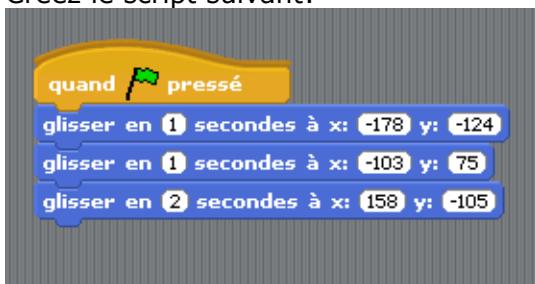 Créez le script suivant:
quand pressé
glisser en 1 secondes à x: -178 y: -124
glisser en 1 secondes à x: -103 y: 75
glisser en 2 secondes à x: 158 y: -105